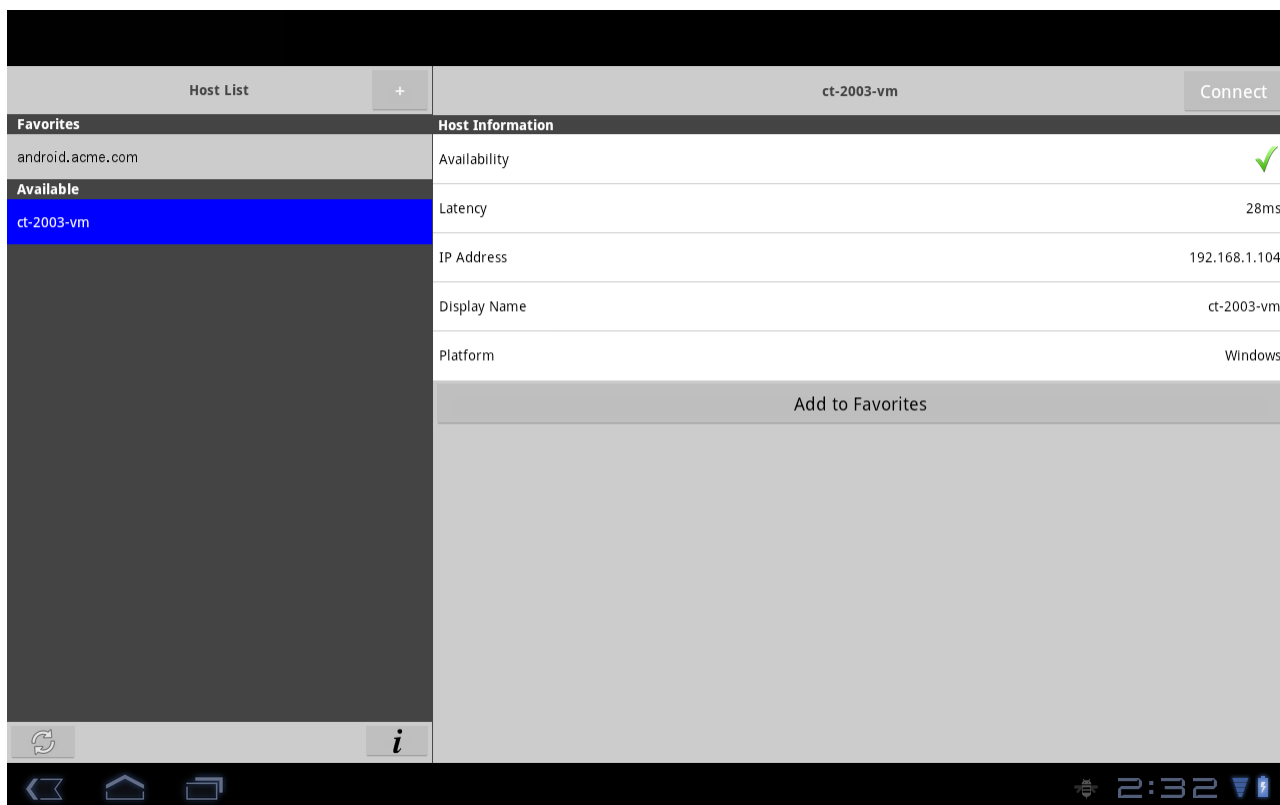 Host List
+
Favorites
android.acme.com
Available
ct-2003-vm
i
ct-2003-vm
Connect
Host Information
Availability
Latency 28ms
IP Address 192.168.1.104
Display Name ct-2003-vm
Platform Windows
Add to Favorites
2:32